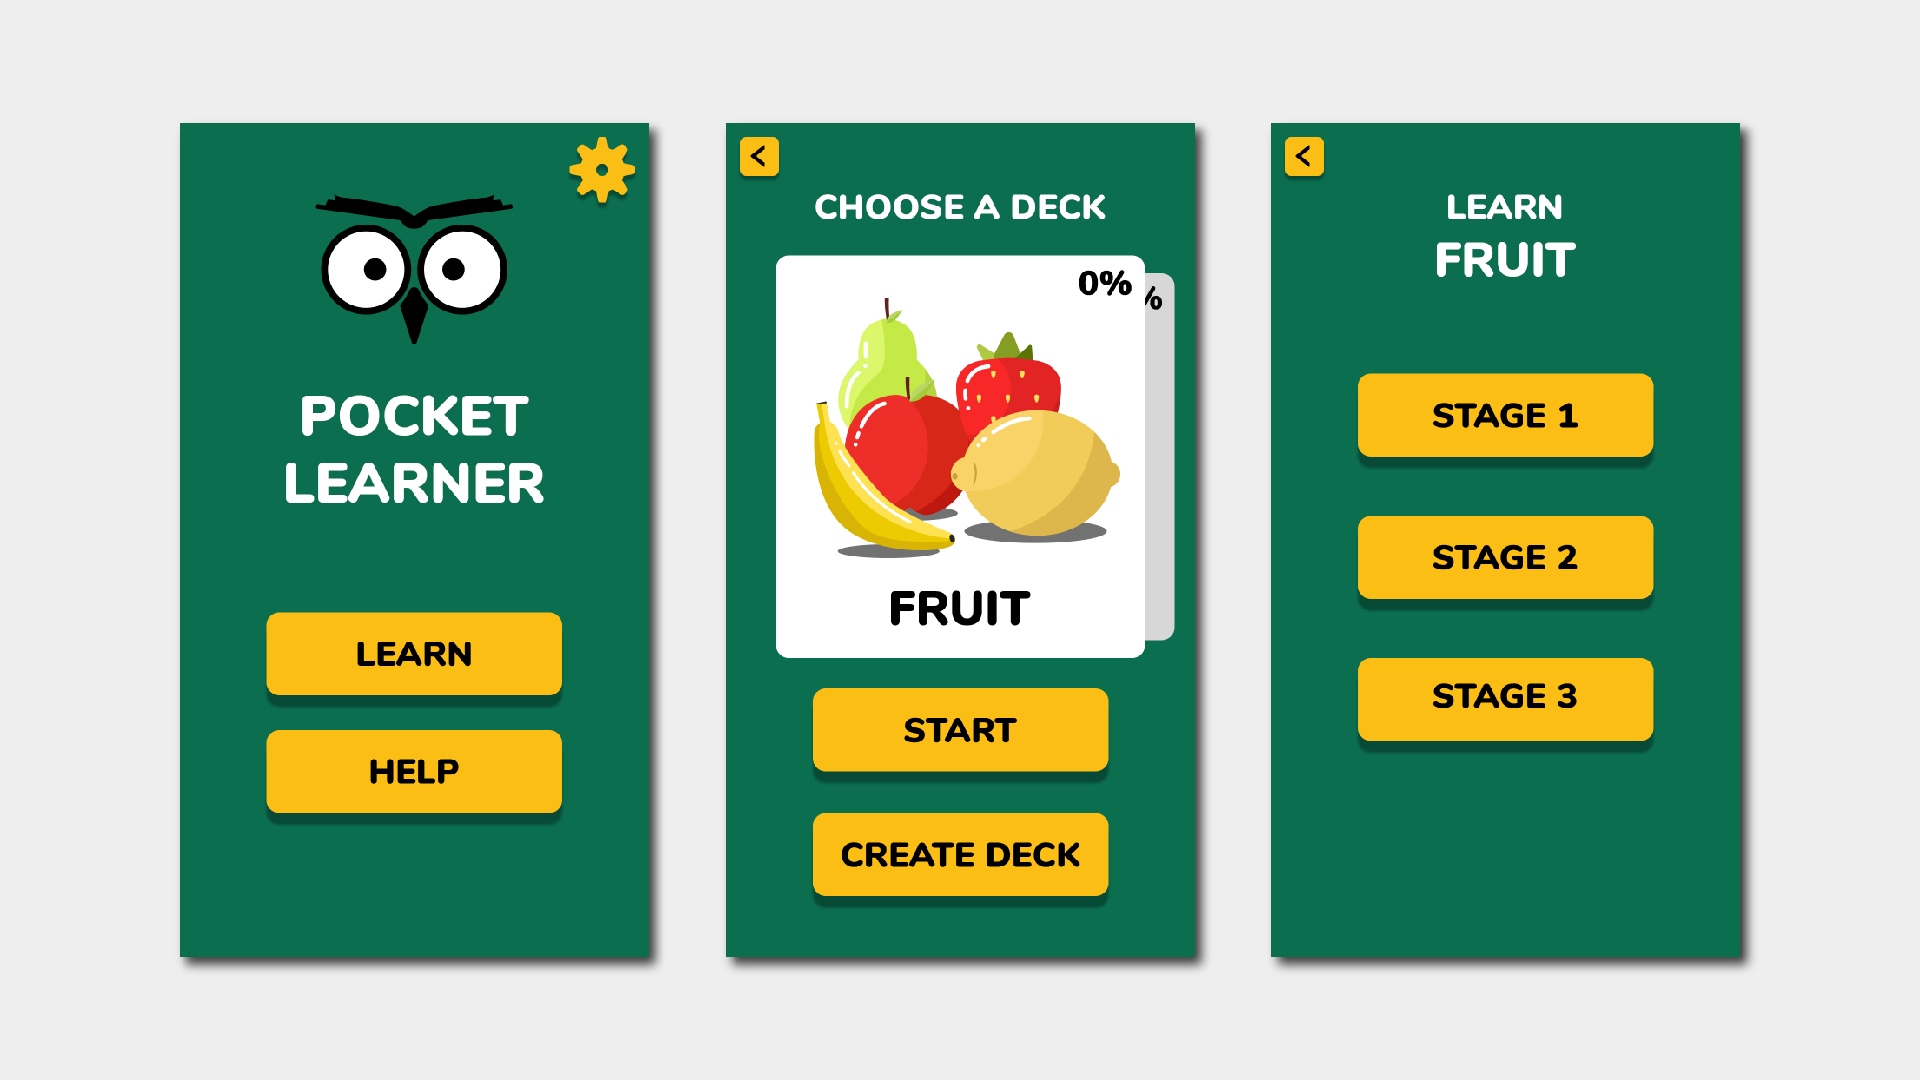 POCKET
LEARNER
LEARN
HELP
<
CHOOSE A DECK
0%
%
FRUIT
START
CREATE DECK
<
LEARN
FRUIT
STAGE 1
STAGE 2
STAGE 3